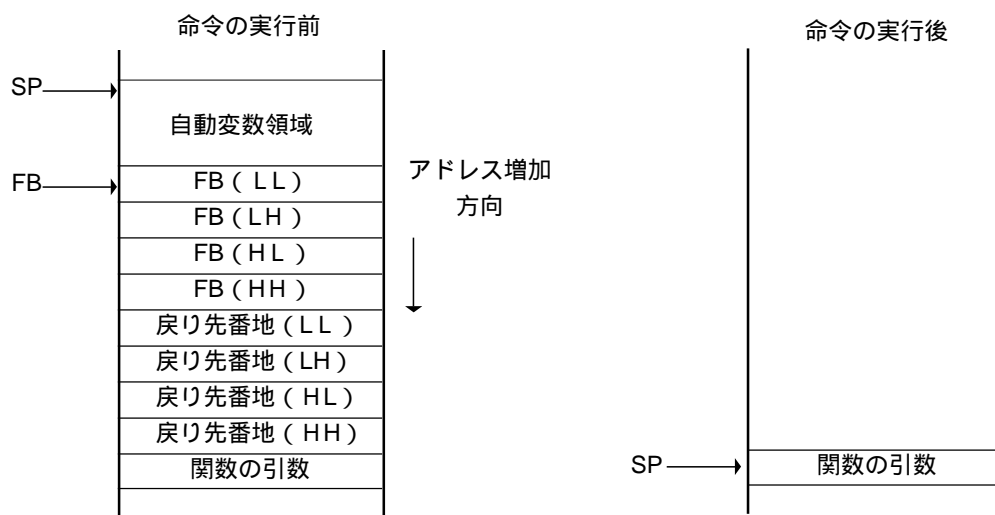 命令の実行前
命令の実行後
SP
自動変数領域
FB
FB ( LL )
アドレス増加
方向
FB ( LH )
FB ( HL )
FB ( HH )
戻り先番地 ( LL )
戻り先番地 ( LH )
戻り先番地 ( HL )
戻り先番地 ( HH )
関数の引数
SP
関数の引数